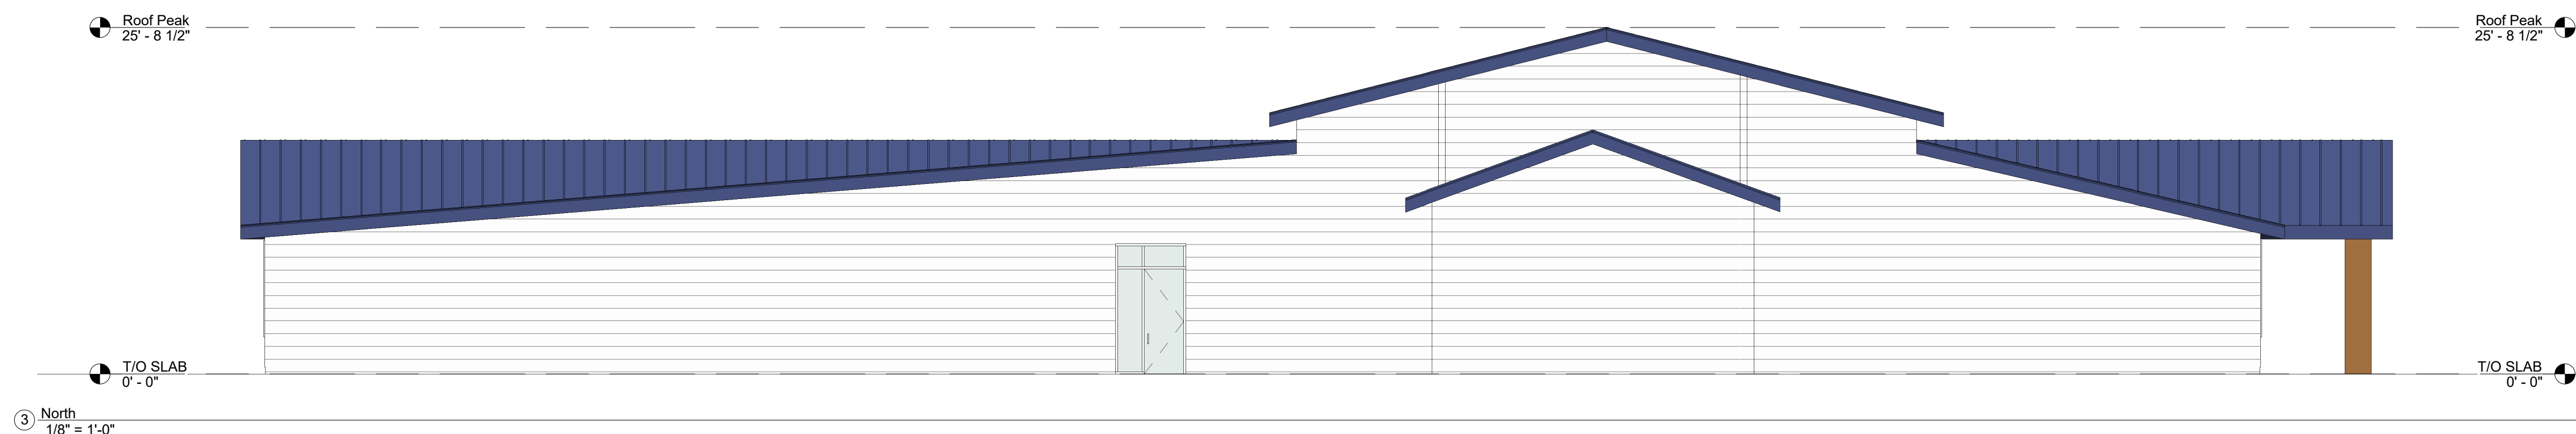 Roof Peak
25' - 8 1/2"
Roof Peak
25' - 8 1/2"
T/O SLAB
0' - 0"
T/O SLAB
0' - 0"
3
North
1/8" = 1'-0"